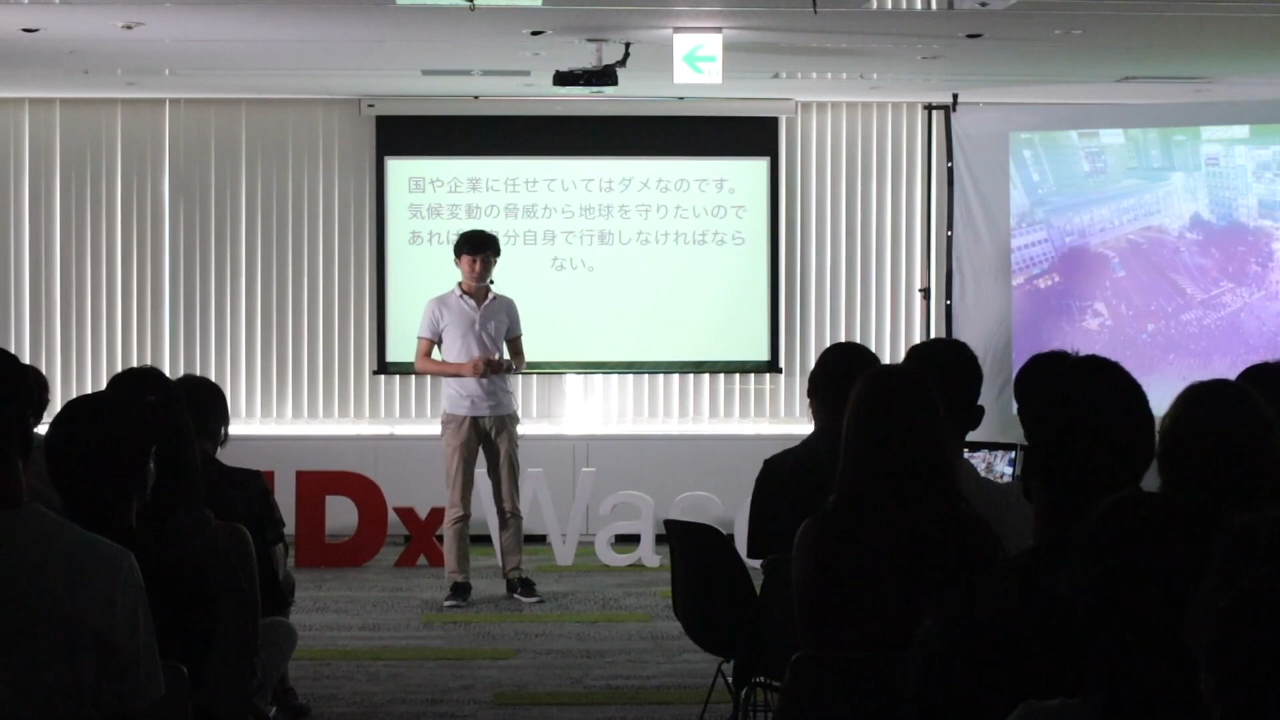 国や企業に任せていてはダメなのです。
気候変動の脅威から地球を守りたいので
あれば 自分自身で行動しなければなら
ない。
Dx Was